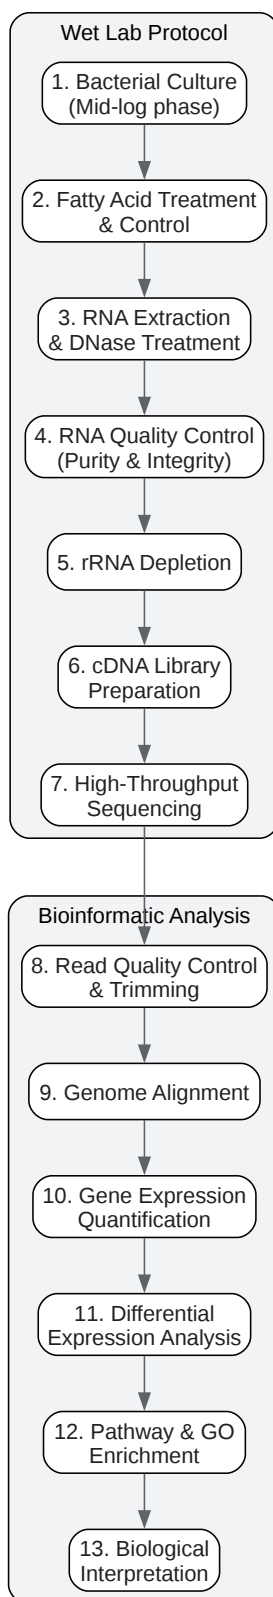 Wet Lab Protocol
1. Bacterial Culture
(Mid-log phase)
2. Fatty Acid Treatment
& Control
3. RNA Extraction
& DNase Treatment
4. RNA Quality Control
(Purity & Integrity)
5. rRNA Depletion
6. cDNA Library
Preparation
7. High-Throughput
Sequencing
Bioinformatic Analysis
8. Read Quality Control
& Trimming
9. Genome Alignment
10. Gene Expression
Quantification
11. Differential
Expression Analysis
12. Pathway & GO
Enrichment
13. Biological
Interpretation